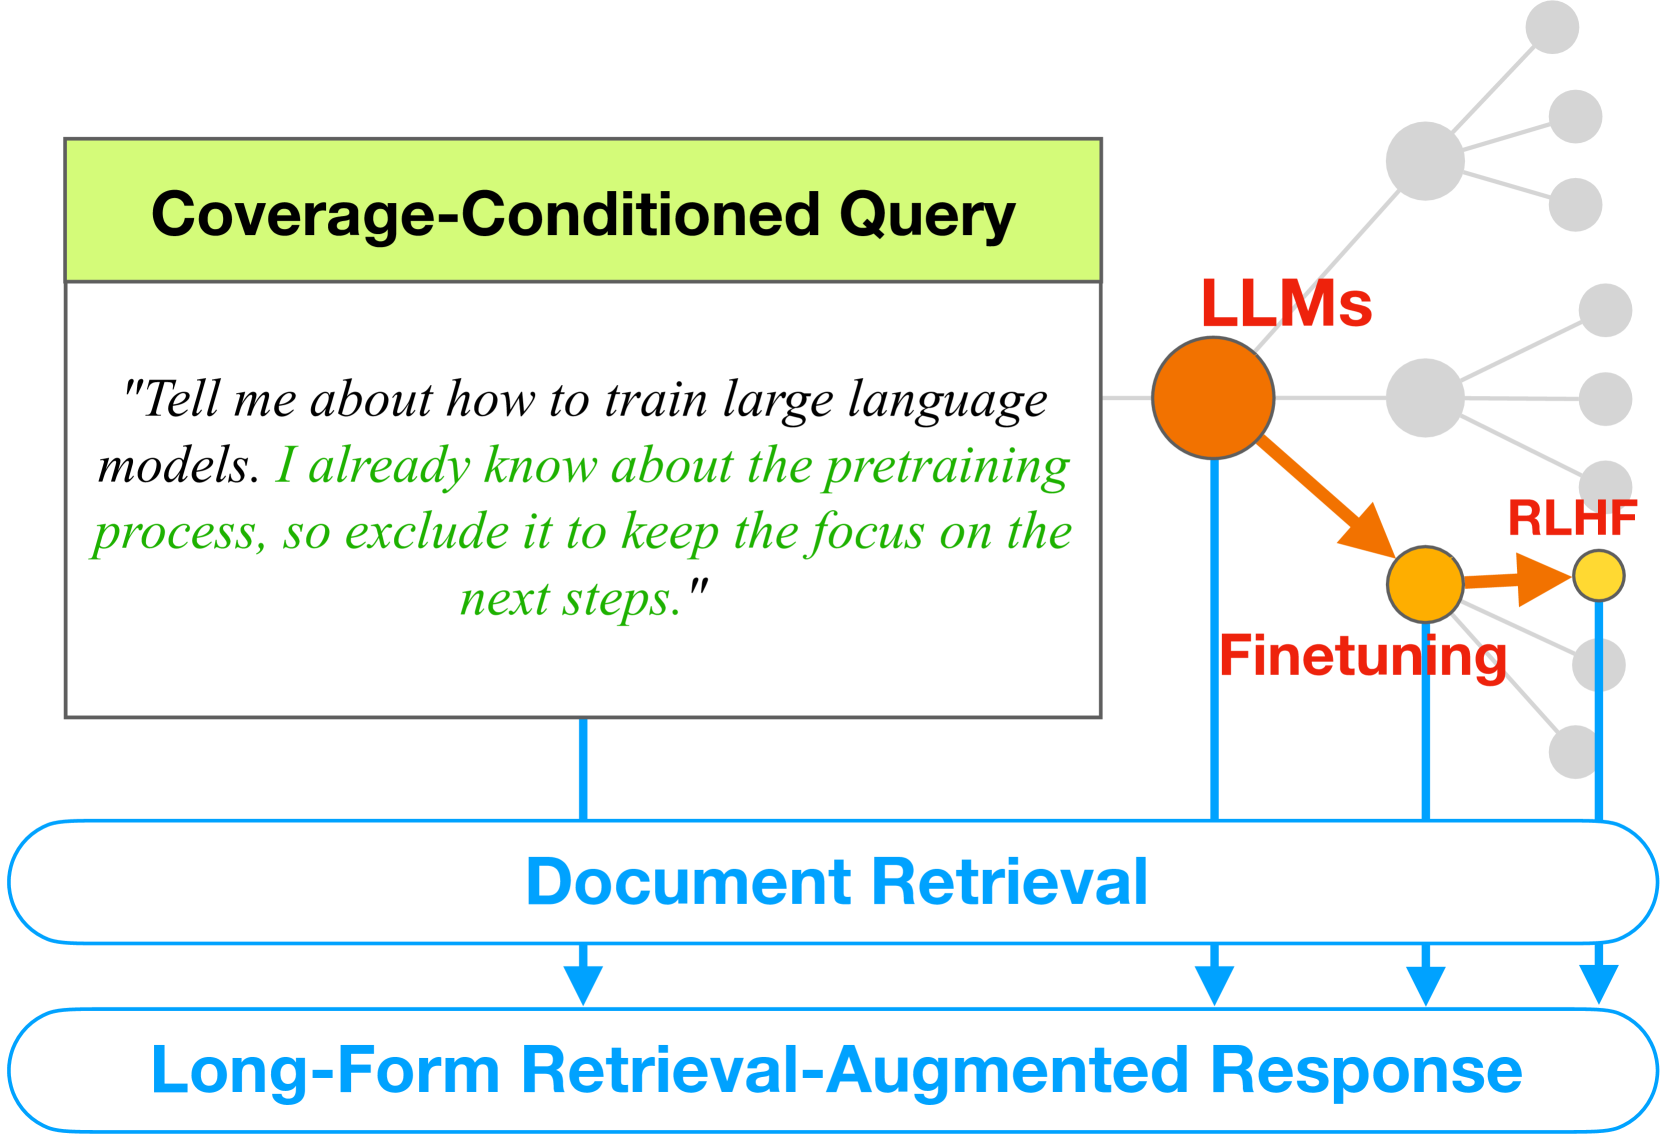 Coverage-Conditioned Query
"Tell me about how to train large language
models. I already know about the pretraining
process, so exclude it to keep the focus on the
next steps."
LLMs
RLHF
Finetuning
Document Retrieval
Long-Form Retrieval-Augmented Response